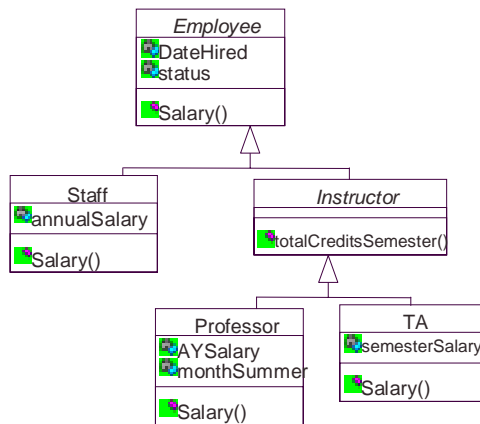 Employee
DateHired
status
Salary()
Staff
annualSalary
Salary()
Instructor
totalCreditsSemester()
Professor
AYSalary
monthSummer
Salary()
TA
semesterSalary
Salary()